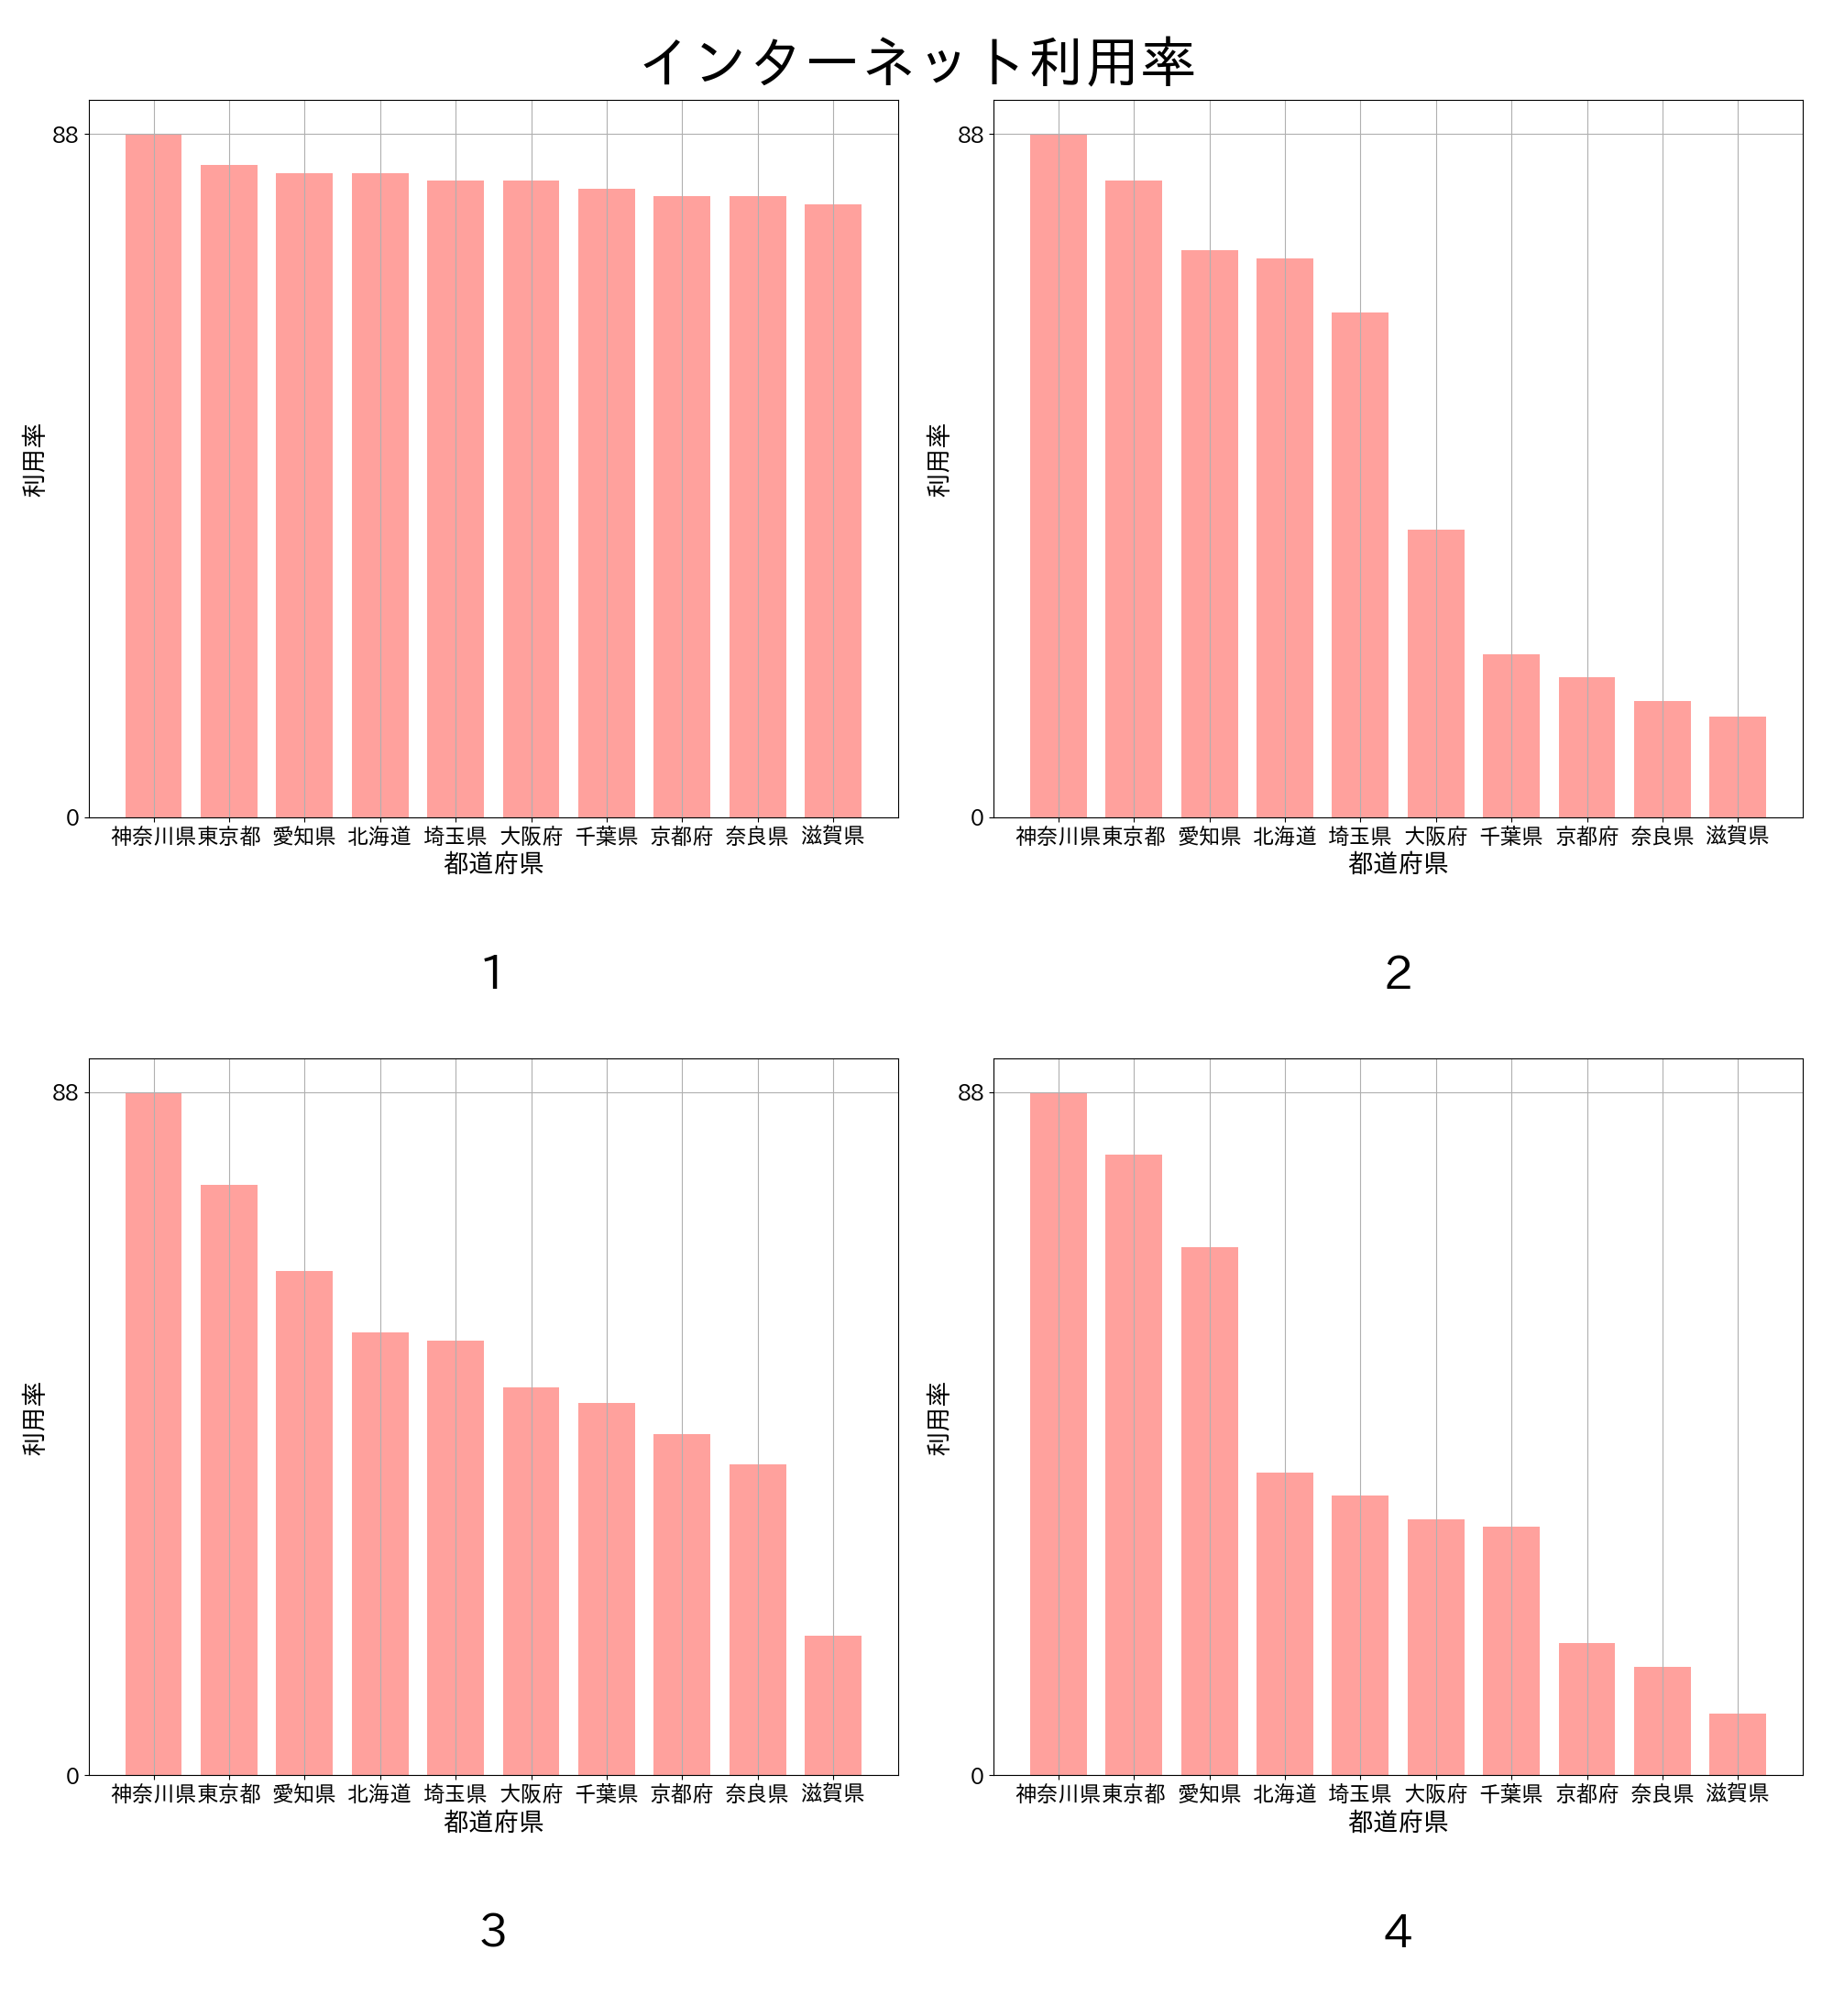 インターネット利用率
88
0
利用率
神奈川県 東京都 愛知県 北海道 埼玉県 大阪府 千葉県 京都府 奈良県 滋賀県
都道府県
1
88
0
利用率
神奈川県 東京都 愛知県 北海道 埼玉県 大阪府 千葉県 京都府 奈良県 滋賀県
都道府県
2
88
0
利用率
神奈川県 東京都 愛知県 北海道 埼玉県 大阪府 千葉県 京都府 奈良県 滋賀県
都道府県
3
88
0
利用率
神奈川県 東京都 愛知県 北海道 埼玉県 大阪府 千葉県 京都府 奈良県 滋賀県
都道府県
4